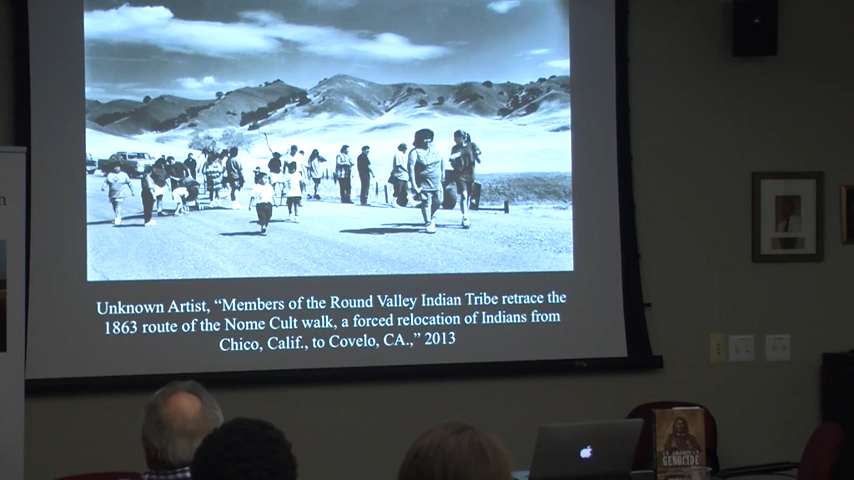 Unknown Artist, “Members of the Round Valley Indian Tribe retrace the
1863 route of the Nome Cult walk, a forced relocation of Indians from
Chico, Calif., to Covelo, CA.,” 2013
GENOCIDE